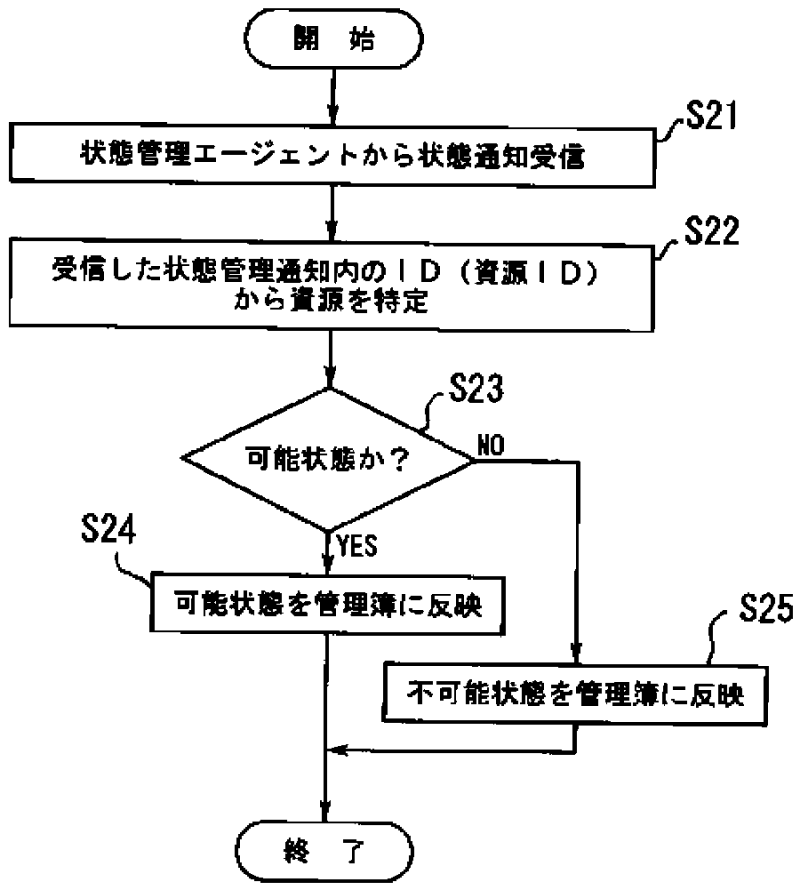 開 始
S21
状態管理エージェントから状態通知受信
S22
受信した状態管理通知内のＩＤ（資源ＩＤ）
から資源を特定
S23
可能状態か？
NO
YES
S24
可能状態を管理簿に反映
S25
不可能状態を管理簿に反映
終 了